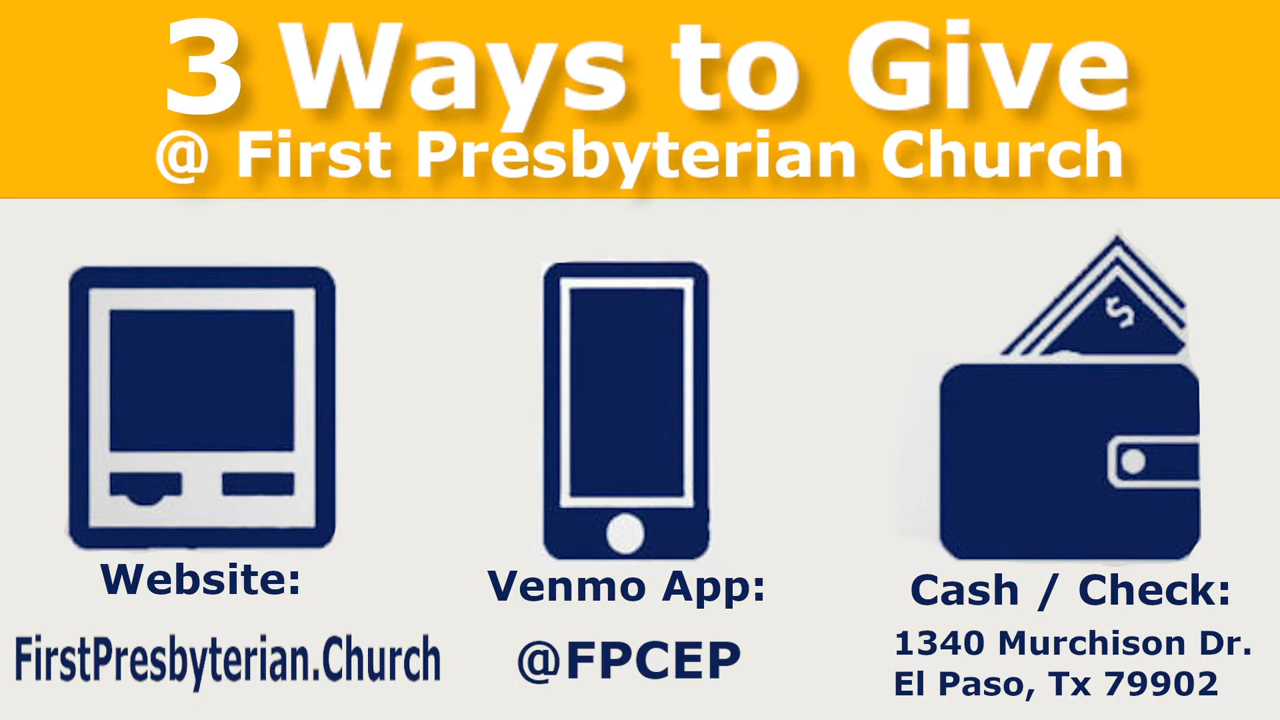 3 Ways to Give
@ First Presbyterian Church
$
Website:
FirstPresbyterian.Church
Venmo App:
@FPCEP
Cash / Check:
1340 Murchison Dr.
El Paso, Tx 79902